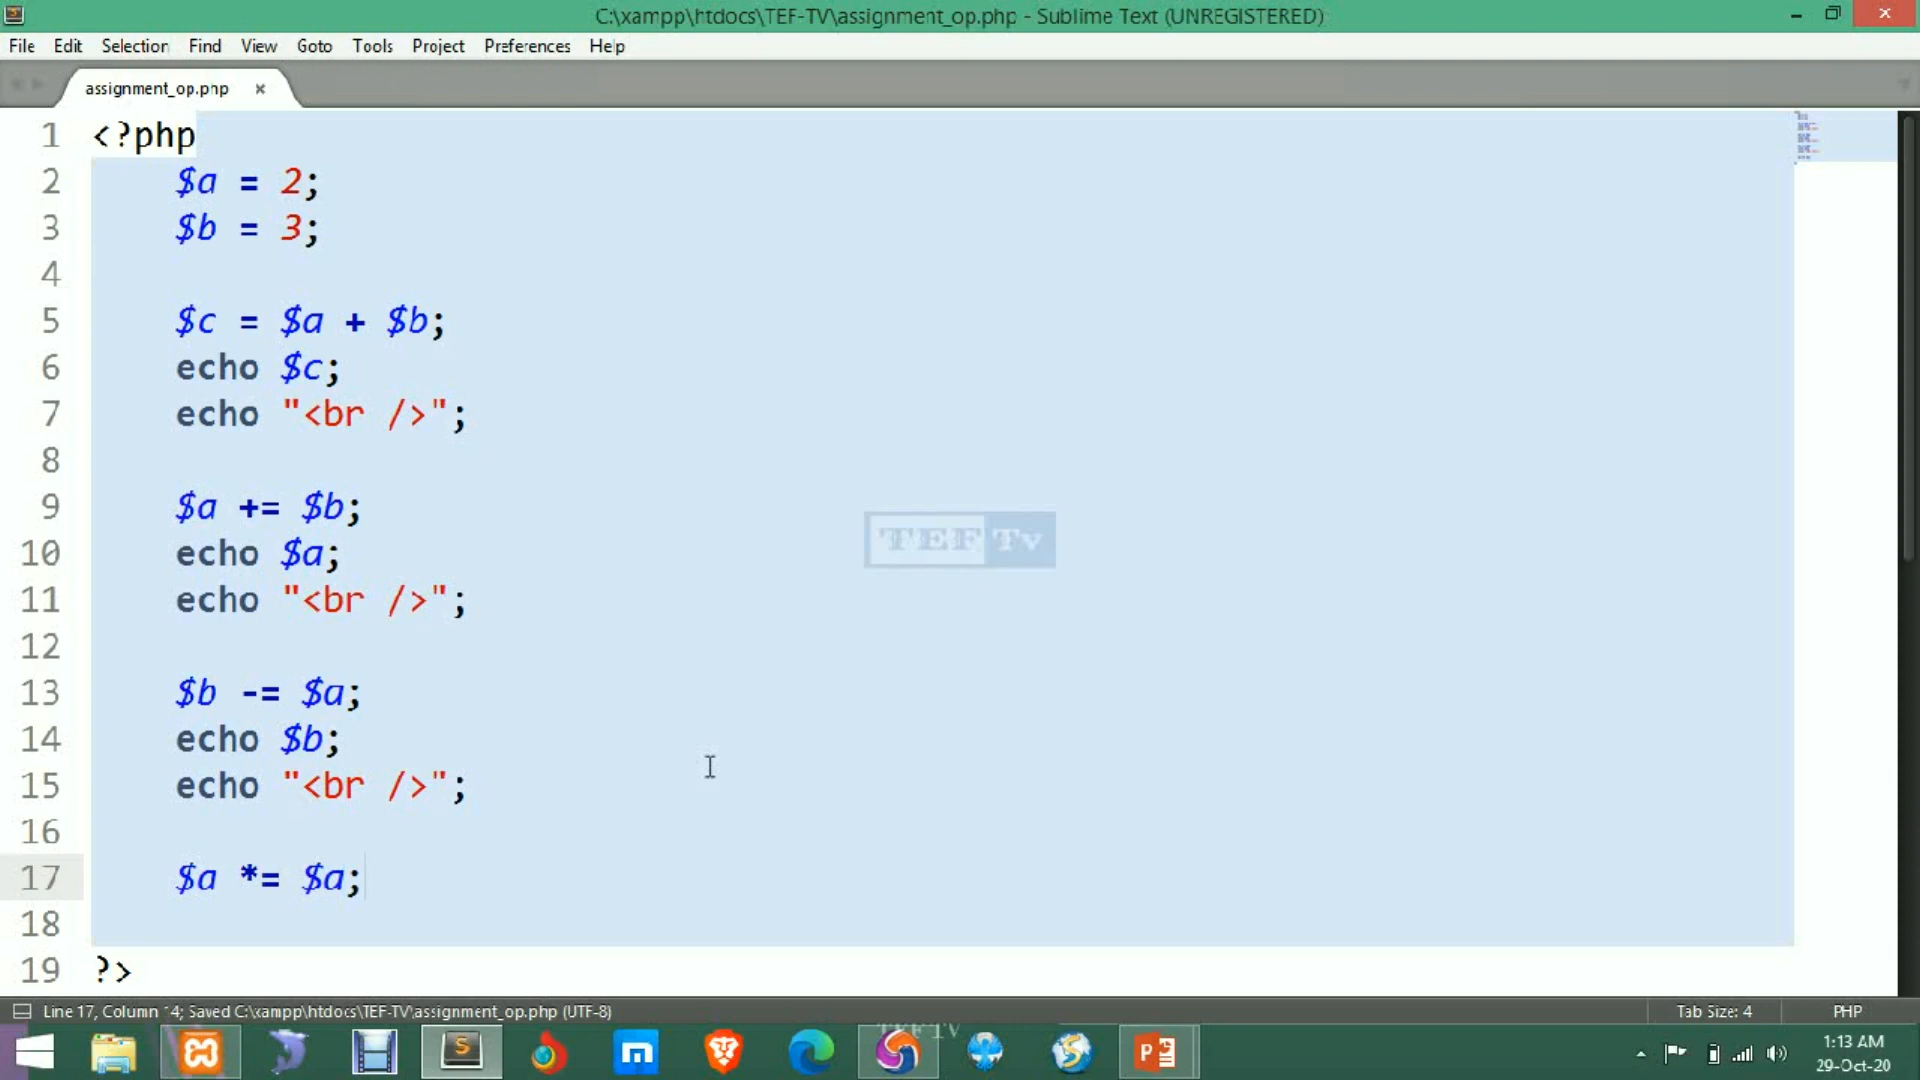 C:\xampp\htdocs\TEF-TV\assignment_op.php - Sublime Text (UNREGISTERED)
File Edit Selection Find View Goto Tools Project Preferences Help
assignment_op.php ×
1 <?php
2 $a = 2;
3 $b = 3;
4
5 $c = $a + $b;
6 echo $c;
7 echo "<br />";
8
9 $a += $b;
10 echo $a;
11 echo "<br />";
12
13 $b -= $a;
14 echo $b;
15 echo "<br />";
16
17 $a *= $a;
18
19 ?>
TEF Tv
Line 17, Column 14; Saved C:\xampp\htdocs\TEF-TV\assignment_op.php (UTF-8) Tab Size: 4 PHP
TEF TV
1:13 AM
29-Oct-20